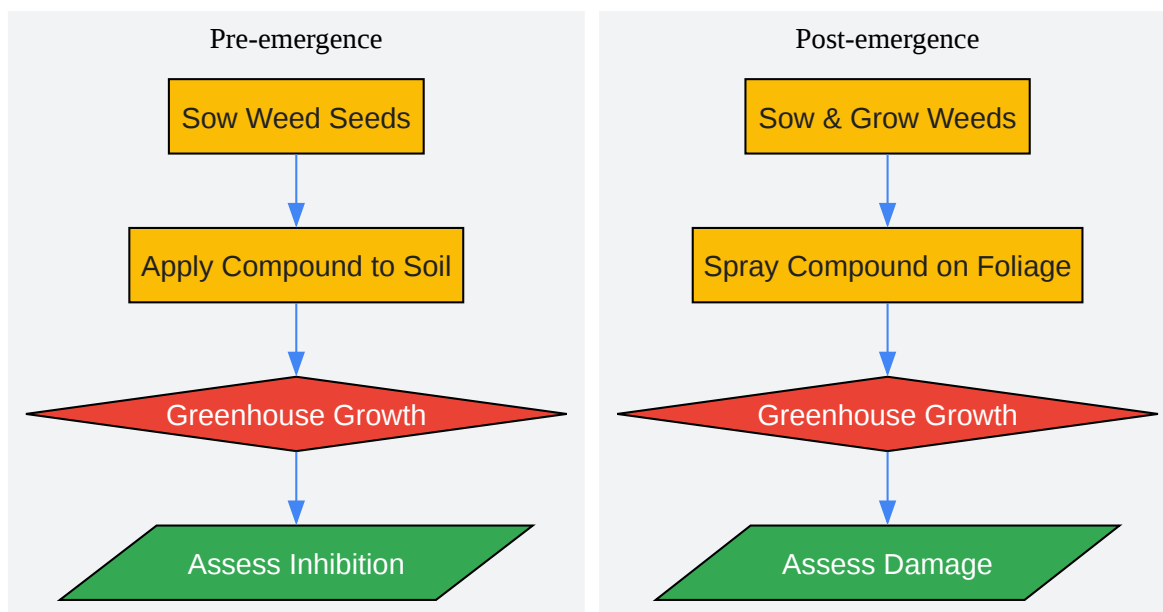 Pre-emergence
Sow Weed Seeds
Apply Compound to Soil
Greenhouse Growth
Assess Inhibition
Post-emergence
Sow & Grow Weeds
Spray Compound on Foliage
Greenhouse Growth
Assess Damage